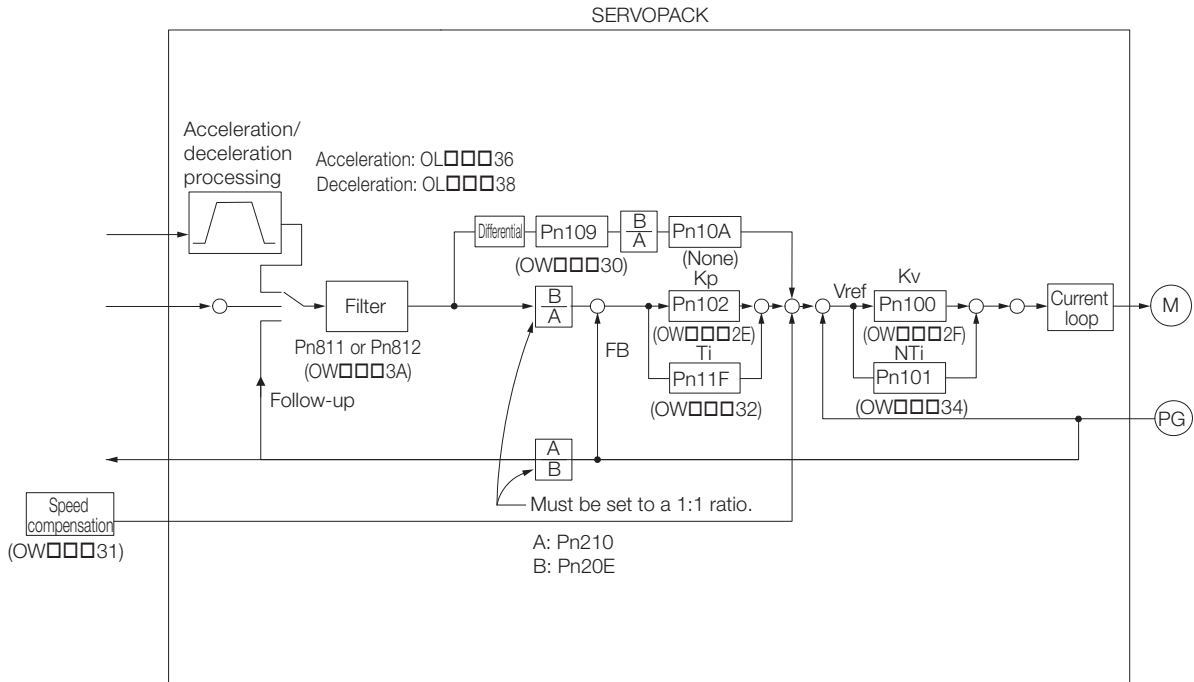 SERVOPACK
Acceleration/
deceleration
processing
Acceleration: OL□□□36
Deceleration: OL□□□38
Differential
Pn109
B
A
Pn10A
(OW□□□30)
(None)
Kp
Vref
Kv
Filter
B
A
Pn102
Pn100
Current
loop
M
Pn811 or Pn812
(OW□□□3A)
FB
(OW□□□2E)
Ti
(OW□□□2F)
NTi
Pn11F
Pn101
Follow-up
(OW□□□32)
(OW□□□34)
PG
A
B
Speed
compensation
(OW□□□31)
Must be set to a 1:1 ratio.
A: Pn210
B: Pn20E